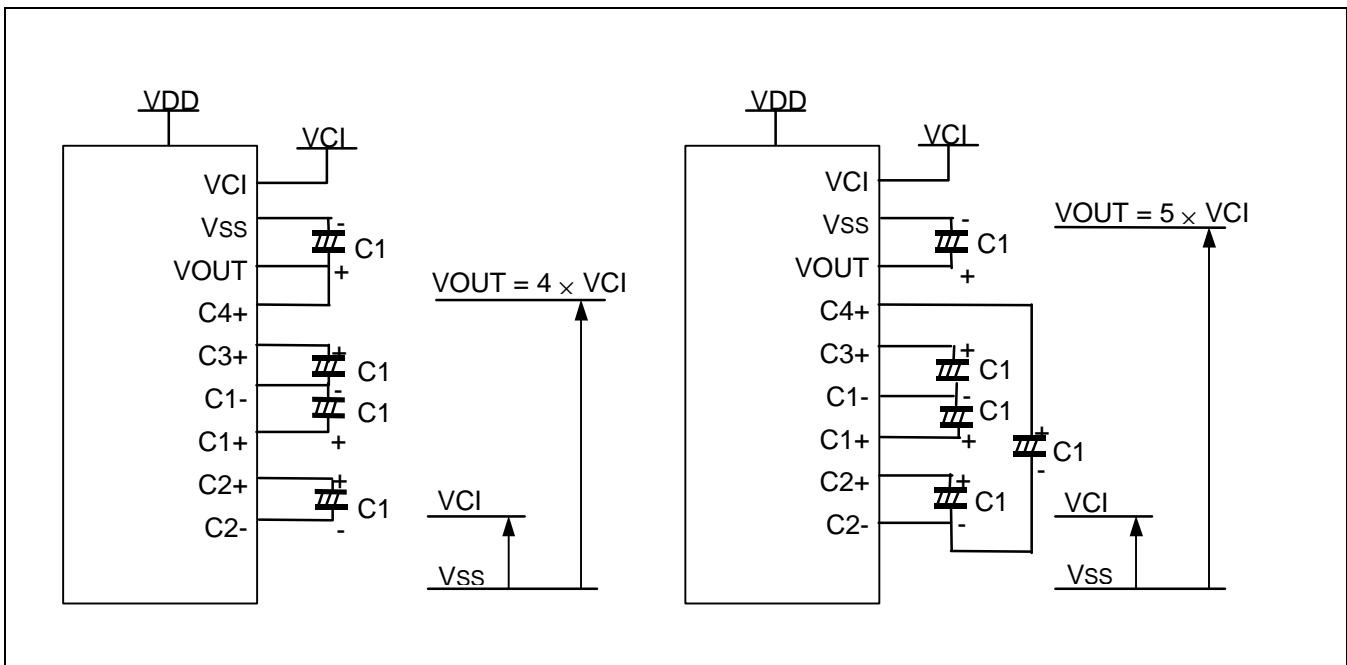 VDD
VCI
VCI
Vss
- C1
VOUT
+
C4+
C3+
+ C1
C1-
- C1
C1+
+
C2+
+ C1
C2-
-
VOUT = 4 × VCI
VCI
Vss
VDD
VCI
VCI
Vss
- C1
VOUT
+
C4+
C3+
+ C1
C1-
- C1
C1+
+
C2+
+ C1
C2-
-
+ C1
-
VOUT = 5 × VCI
VCI
Vss